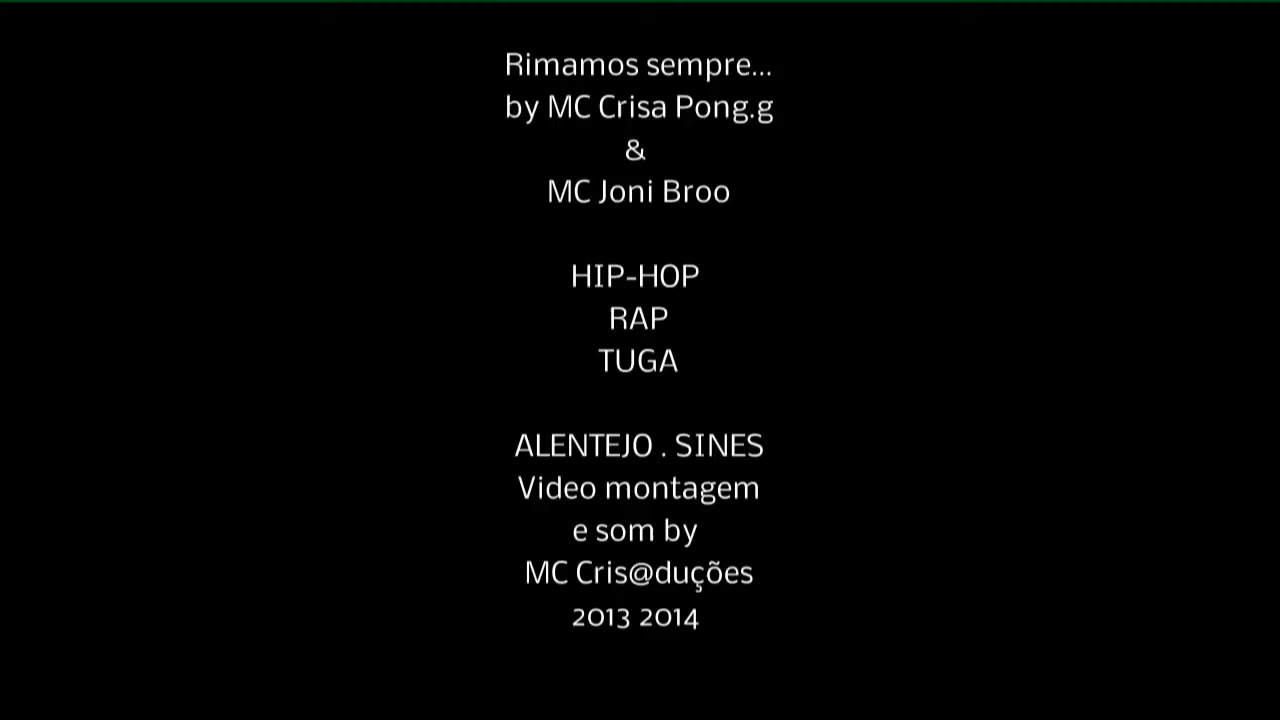 Rimamos sempre...
by MC Crisa Pong.g
&
MC Joni Broo
HIP-HOP
RAP
TUGA
ALENTEJO . SINES
Video montagem
e som by
MC Cris@duções
2013 2014